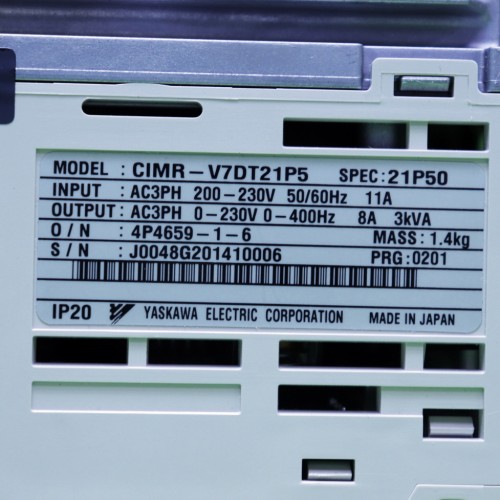 MODEL : CIMR-V7DT21P5 SPEC:21P50
INPUT : AC3PH 200-230V 50/60Hz 11A
OUTPUT : AC3PH 0-230V 0-400Hz 8A 3kVA
O/N : 4P4659-1-6 MASS:1.4kg
S/N : J0048G201410006 PRG:0201
IP20 YASKAWA ELECTRIC CORPORATION MADE IN JAPAN